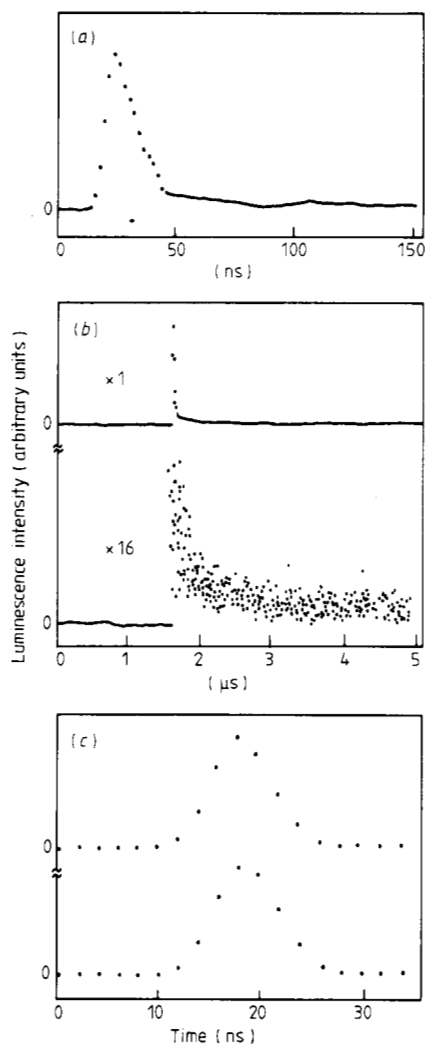 (a)
0
0 50 100 150
(ns)
Luminescence intensity (arbitrary units)
(b)
×1
0
×16
0
0 1 2 3 4 5
(μs)
(c)
0
0
0 10 20 30
Time (ns)